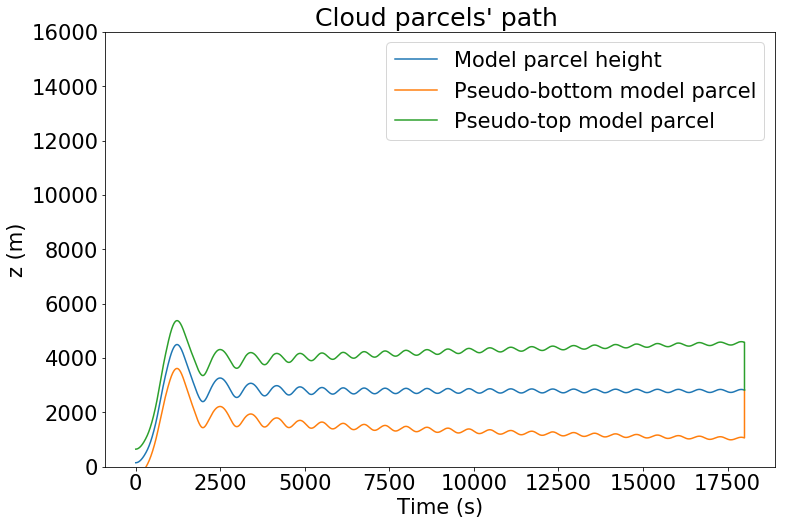 Cloud parcels' path
16000
14000
12000
10000
8000
6000
4000
2000
0
z (m)
Model parcel height
Pseudo-bottom model parcel
Pseudo-top model parcel
0 2500 5000 7500 10000 12500 15000 17500
Time (s)